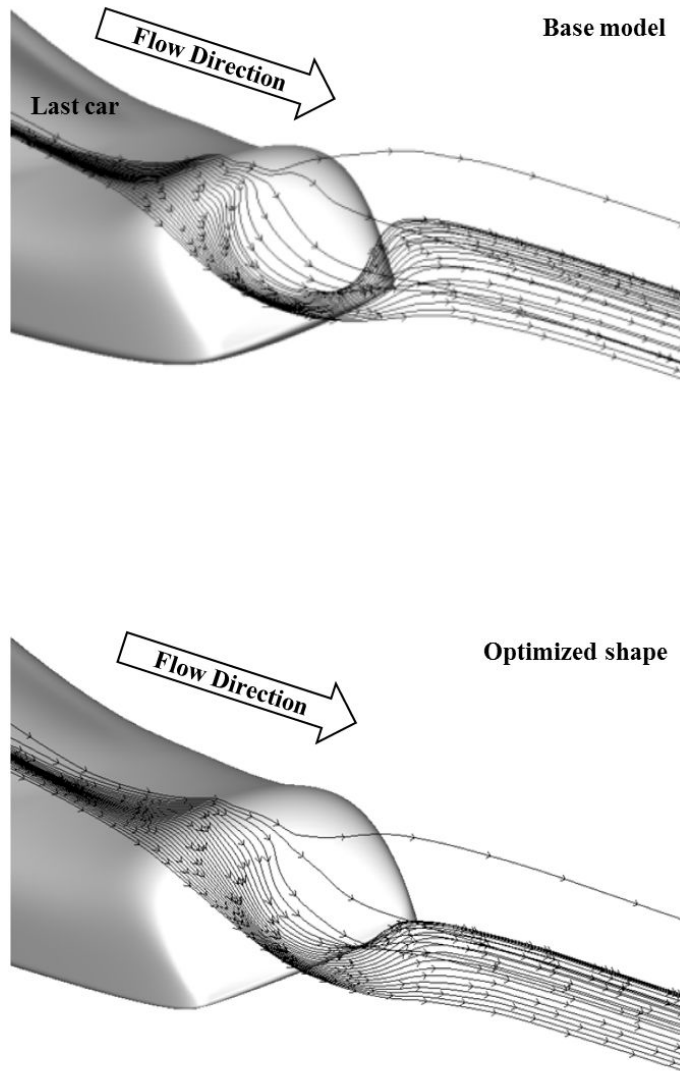 Flow Direction
Base model
Last car
Flow Direction
Optimized shape